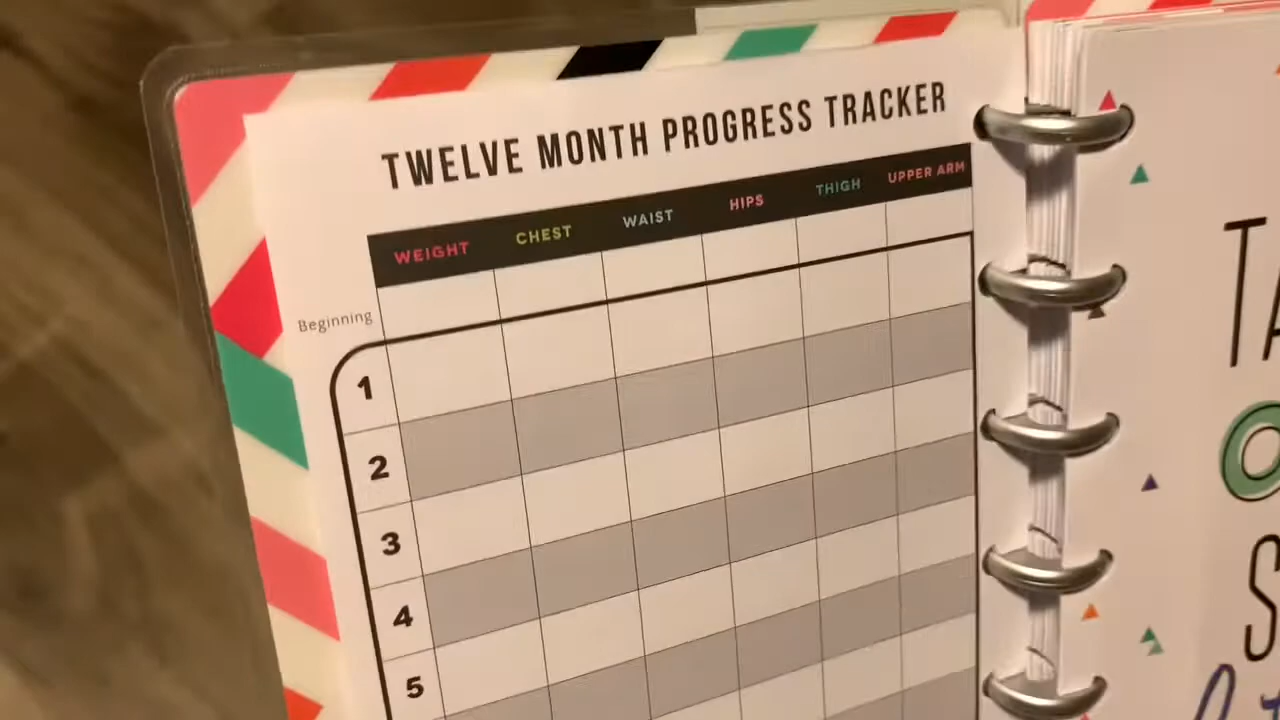 TWELVE MONTH PROGRESS TRACKER
WEIGHT CHEST WAIST HIPS THIGH UPPER ARM
Beginning
1
2
3
4
5